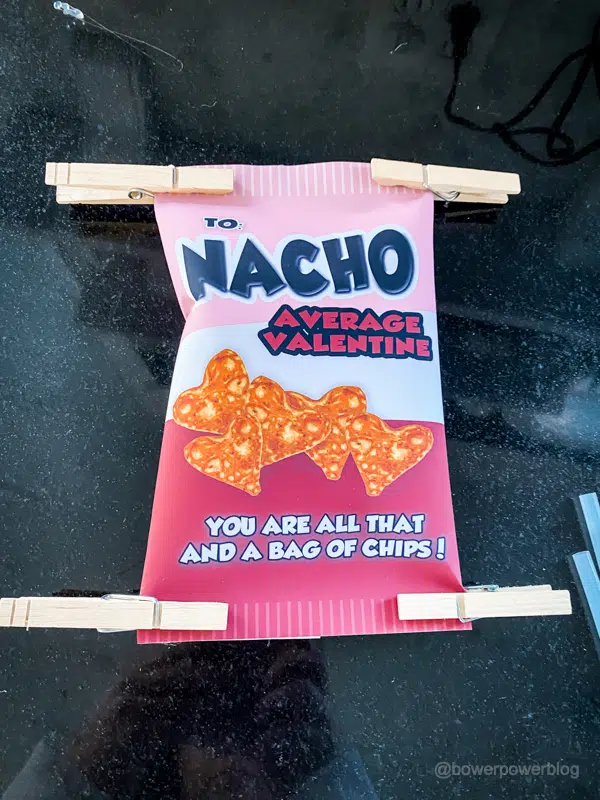 TO:
NACHO
AVERAGE
VALENTINE
YOU ARE ALL THAT
AND A BAG OF CHIPS!
@bowerpowerblog